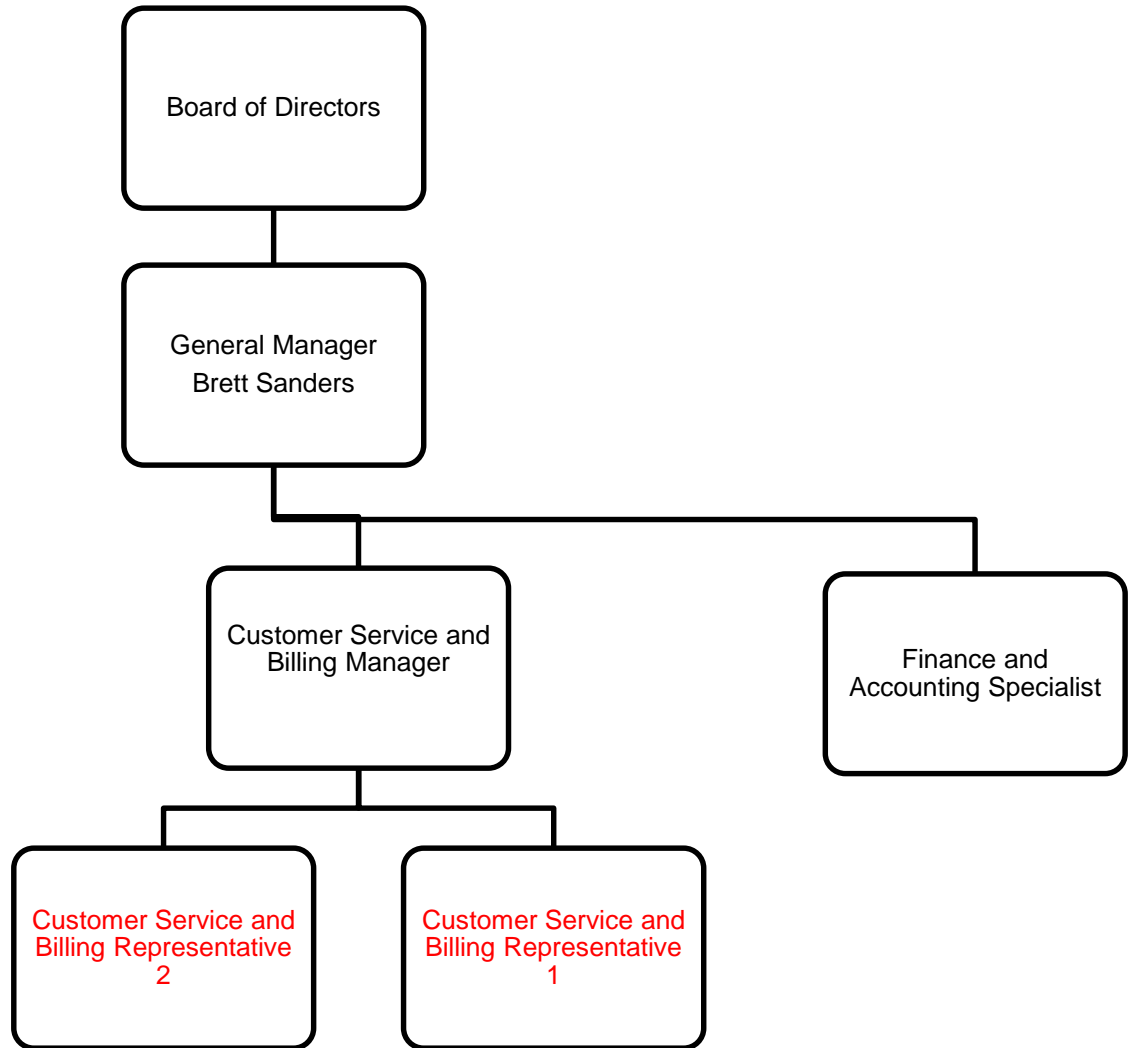 Board of Directors
General Manager
Brett Sanders
Customer Service and
Billing Manager
Finance and
Accounting Specialist
Customer Service and
Billing Representative
2
Customer Service and
Billing Representative
1